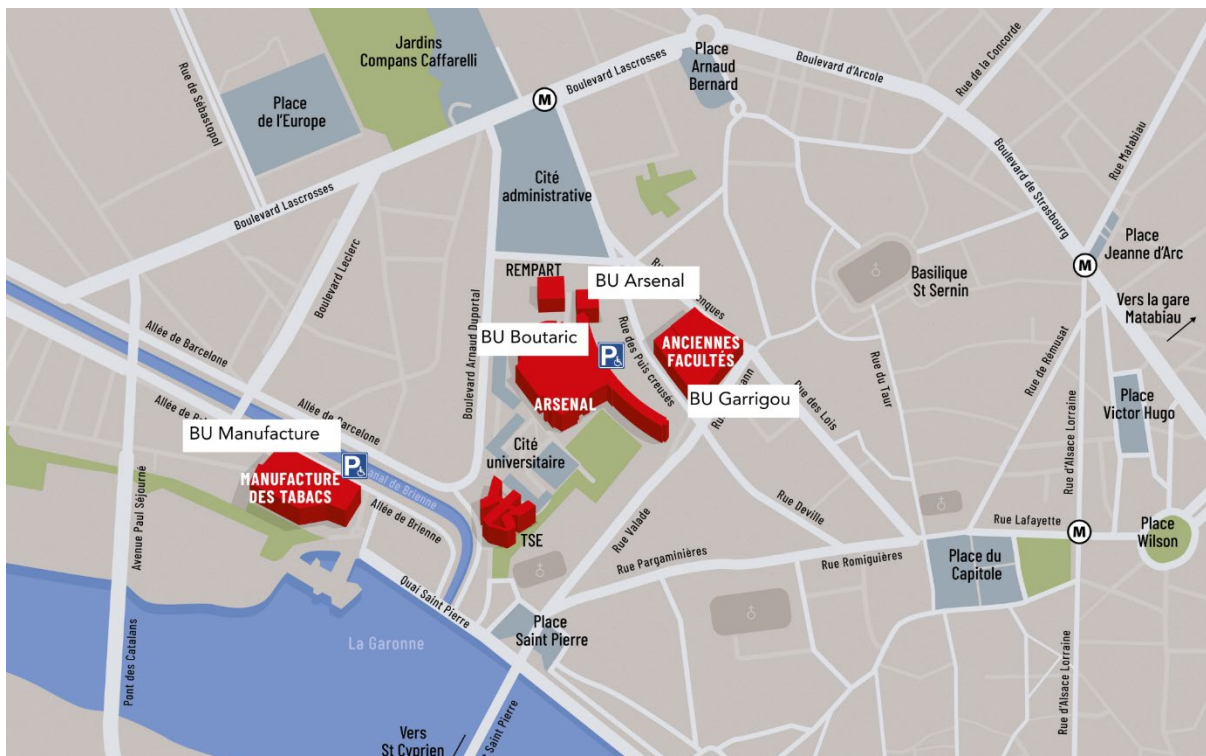 Jardins
Compans Caffarelli
Rue de Sébastopol
Place
de l'Europe
Boulevard Lascrosses
M
Place
Arnaud
Bernard
Boulevard d'Arcole
Rue de la Concorde
Rue Matabiau
Boulevard de Strasbourg
Cité
administrative
Boulevard Lascrosses
Boulevard Leclerc
M
Place
Jeanne d'Arc
Basilique
St Sernin
Vers la gare
Matabiau
REMPART
BU Arsenal
BU Boutaric
P
Boulevard Arnaud Duportal
Rue des Puis creusés
ANCIENNES
FACULTÉS
BU Garrigou
ARSENAL
Rue des Lois
Rue du Taur
Rue de Rémusat
Rue d'Alsace Lorraine
Place
Victor Hugo
Allée de Barcelone
Allée de Barcelone
BU Manufacture
P
MANUFACTURE
DES TABACS
Canal de Brienne
Allée de Brienne
Avenue Paul Séjourné
Cité
universitaire
TSE
Rue Valade
Rue Deville
Rue Pargaminières
Rue Romiguières
Rue Lafayette
M
Place
Wilson
Place du
Capitole
Quai Saint Pierre
Place
Saint Pierre
La Garonne
Pont des Catalans
Vers
St Cyprien
Saint Pierre
Rue d'Alsace Lorraine